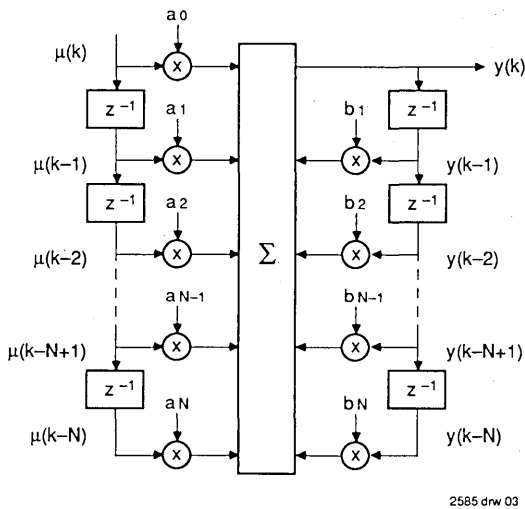 a0
μ(k) x y(k)
z⁻¹ a1 b1 z⁻¹
μ(k−1) x x y(k−1)
z⁻¹ a2 b2 z⁻¹
μ(k−2) x Σ x y(k−2)
aN−1 bN−1
μ(k−N+1) x x y(k−N+1)
z⁻¹ aN bN z⁻¹
μ(k−N) x x y(k−N)
2585 drw 03